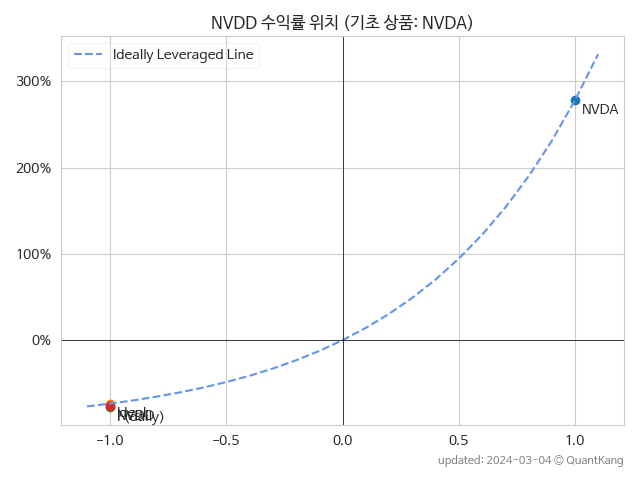 NVDD 수익률 위치 (기초 상품: NVDA)
Ideally Leveraged Line
300%
200%
100%
0%
NVDA
-1.0
-0.5
0.0
0.5
1.0
updated: 2024-03-04 © QuantKang